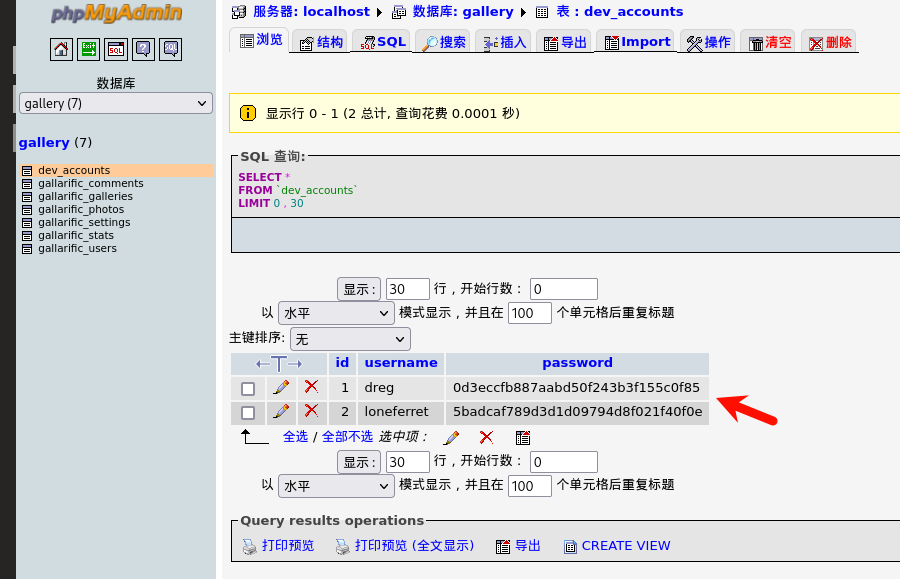 phpMyAdmin
SQL
数据库
gallery (7)
gallery (7)
dev_accounts
gallarific_comments
gallarific_galleries
gallarific_photos
gallarific_settings
gallarific_stats
gallarific_users
服务器: localhost 数据库: gallery 表 : dev_accounts
浏览 结构 SQL 搜索 插入 导出 Import 操作 清空 删除
显示行 0 - 1 (2 总计, 查询花费 0.0001 秒)
SQL 查询:
SELECT *
FROM `dev_accounts`
LIMIT 0 , 30
显示 : 30 行 , 开始行数 : 0
以 水平 模式显示 , 并且在 100 个单元格后重复标题
主键排序: 无
←T→ id username password
1 dreg 0d3eccfb887aabd50f243b3f155c0f85
2 loneferret 5badcaf789d3d1d09794d8f021f40f0e
全选 / 全部不选 选中项 :
显示 : 30 行 , 开始行数 : 0
以 水平 模式显示 , 并且在 100 个单元格后重复标题
Query results operations
打印预览 打印预览 (全文显示) 导出 CREATE VIEW